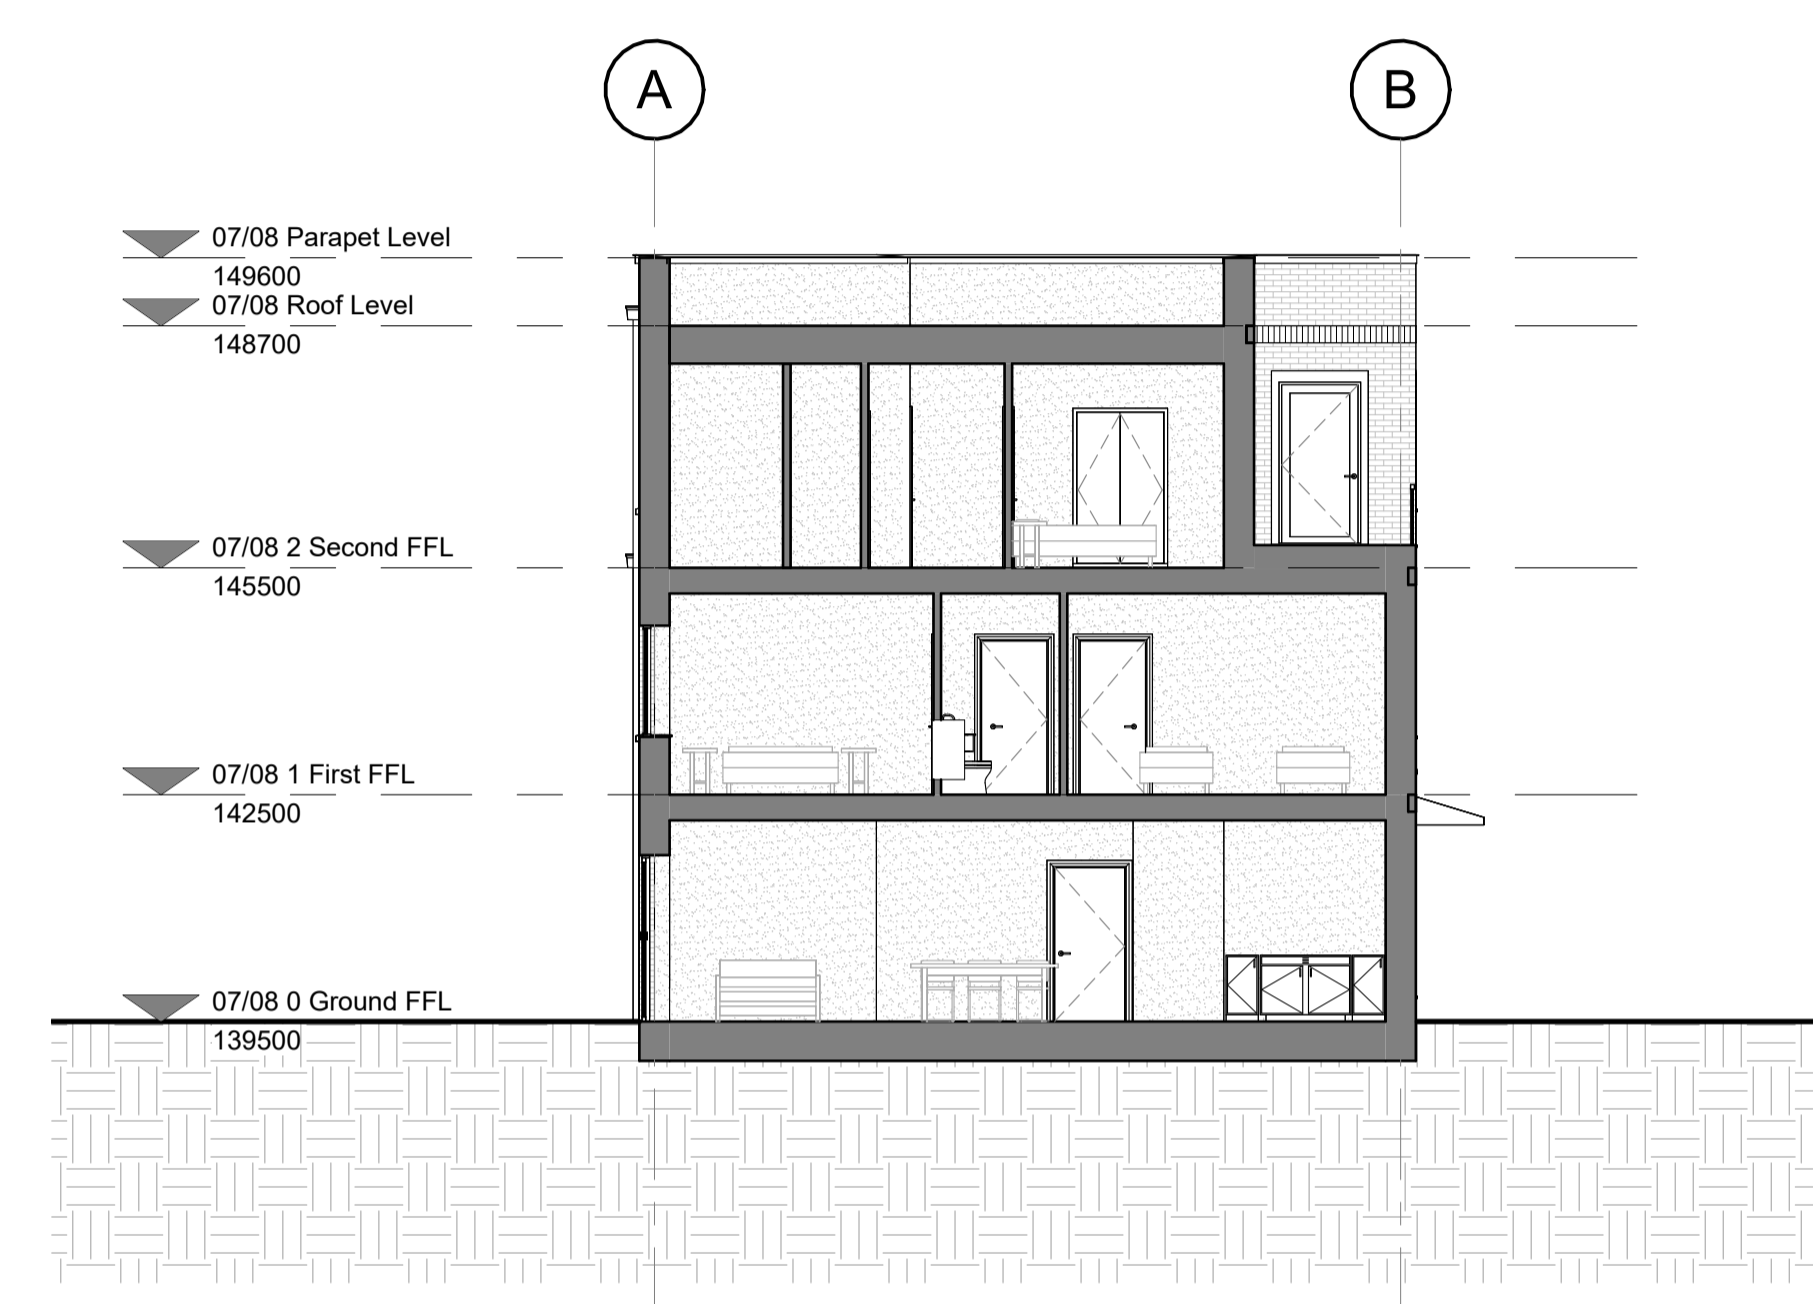 A
B
07/08 Parapet Level
149600
07/08 Roof Level
148700
07/08 2 Second FFL
145500
07/08 1 First FFL
142500
07/08 0 Ground FFL
139500